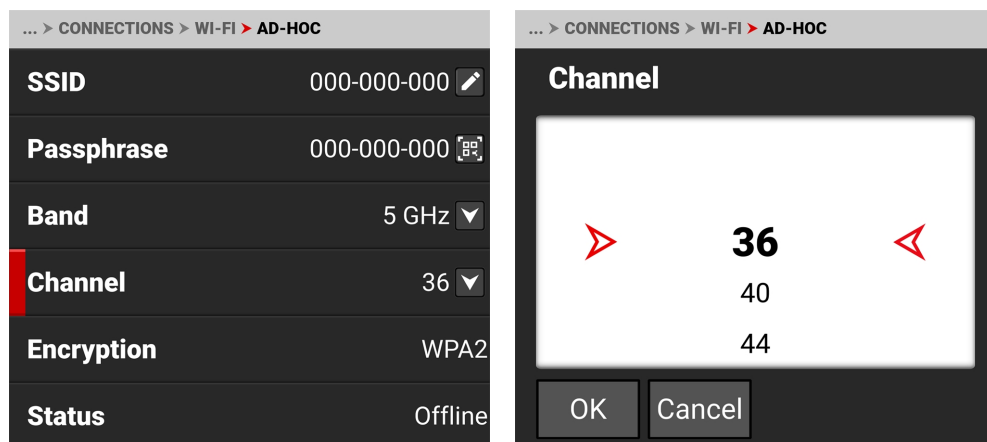 ... > CONNECTIONS > WI-FI > AD-HOC
SSID 000-000-000
Passphrase 000-000-000
Band 5 GHz
Channel 36
Encryption WPA2
Status Offline
... > CONNECTIONS > WI-FI > AD-HOC
Channel
36
40
44
OK Cancel